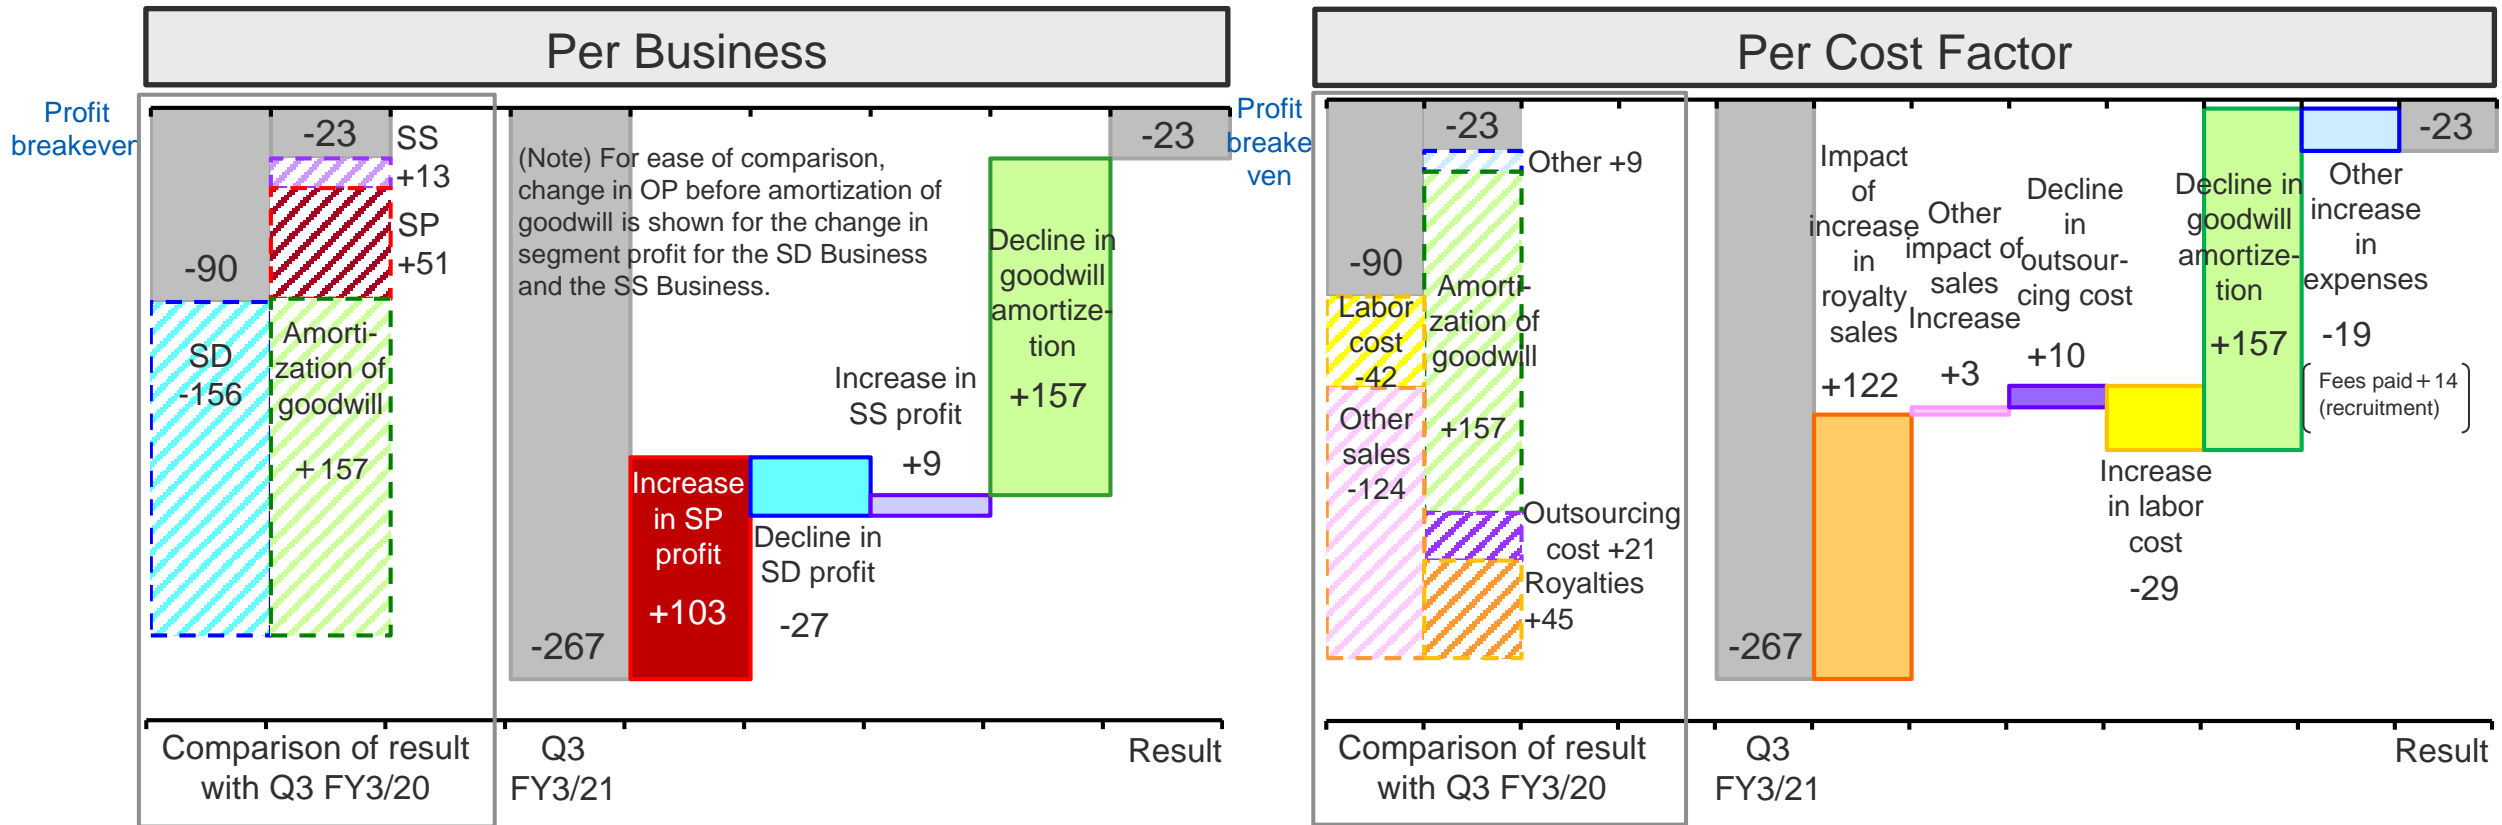 Per Business
Profit
breakeven
-23
SS
+13
SP
+51
-90
SD
-156
Amorti-
zation of
goodwill
+157
(Note) For ease of comparison,
change in OP before amortization of
goodwill is shown for the change in
segment profit for the SD Business
and the SS Business.
-267
Increase
in SP
profit
+103
Decline in
SD profit
-27
Increase in
SS profit
+9
Decline in
goodwill
amortize-
tion
+157
-23
Comparison of result
with Q3 FY3/20
Q3
FY3/21
Result
Per Cost Factor
Profit
breake
ven
-23
Other +9
-90
Labor
cost
-42
Other
sales
-124
Amorti-
zation of
goodwill
+157
Outsourcing
cost +21
Royalties
+45
-267
Impact
of
increase
in
royalty
sales
+122
Other
impact of
sales
Increase
+3
Decline
in
outsour-
cing cost
+10
Increase
in labor
cost
-29
Decline in
goodwill
amortize-
tion
+157
Other
increase
in
expenses
-19
Fees paid+14
(recruitment)
-23
Comparison of result
with Q3 FY3/20
Q3
FY3/21
Result